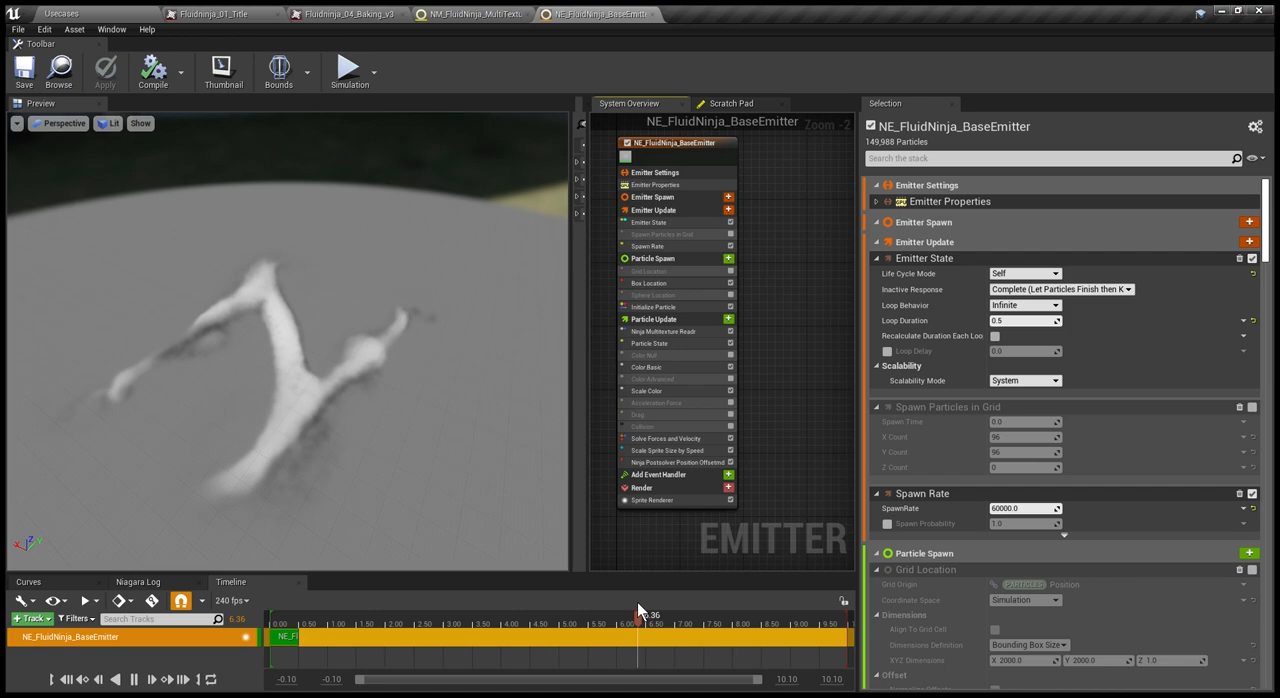 Usecases
Fluidninja_01_Title
Fluidninja_04_Baking_v3
NM_FluidNinja_MultiTextu
NE_FluidNinja_BaseEmitt
File Edit Asset Window Help
Toolbar
Save Browse Apply Compile Thumbnail Bounds Simulation
Preview
Perspective Lit Show
System Overview Scratch Pad
NE_FluidNinja_BaseEmitter Zoom -2
NE_FluidNinja_BaseEmitter
Emitter Settings
Emitter Properties
Emitter Spawn
Emitter Update
Emitter State
Spawn Particles in Grid
Spawn Rate
Particle Spawn
Grid Location
Box Location
Sphere Location
Initialize Particle
Particle Update
Ninja Multitexture Readr
Particle State
Color Null
Color Basic
Color Advanced
Scale Color
Acceleration Force
Drag
Collision
Solve Forces and Velocity
Scale Sprite Size by Speed
Ninja Postsolver Position Offsetmd
Add Event Handler
Render
Sprite Renderer
EMITTER
Selection
NE_FluidNinja_BaseEmitter
149,988 Particles
Search the stack
Emitter Settings
Emitter Properties
Emitter Spawn
Emitter Update
Emitter State
Life Cycle Mode Self
Inactive Response Complete (Let Particles Finish then K
Loop Behavior Infinite
Loop Duration 0.5
Recalculate Duration Each Loo
Loop Delay 0.0
Scalability
Scalability Mode System
Spawn Particles in Grid
Spawn Time 0.0
X Count 96
Y Count 96
Z Count 0
Spawn Rate
SpawnRate 60000.0
Spawn Probability 1.0
Particle Spawn
Grid Location
Grid Origin PARTICLES Position
Coordinate Space Simulation
Dimensions
Align To Grid Cell
Dimensions Definition Bounding Box Size
XYZ Dimensions X 2000.0 Y 2000.0 Z 1.0
Offset
Curves Niagara Log Timeline
240 fps
Track Filters Search Tracks 6.36
0.00 0.50 1.00 1.50 2.00 2.50 3.00 3.50 4.00 4.50 5.00 5.50 6.00 6.50 7.00 7.50 8.00 8.50 9.00 9.50
NE_FluidNinja_BaseEmitter
NE_Fl
-0.10 -0.10 10.10 10.10